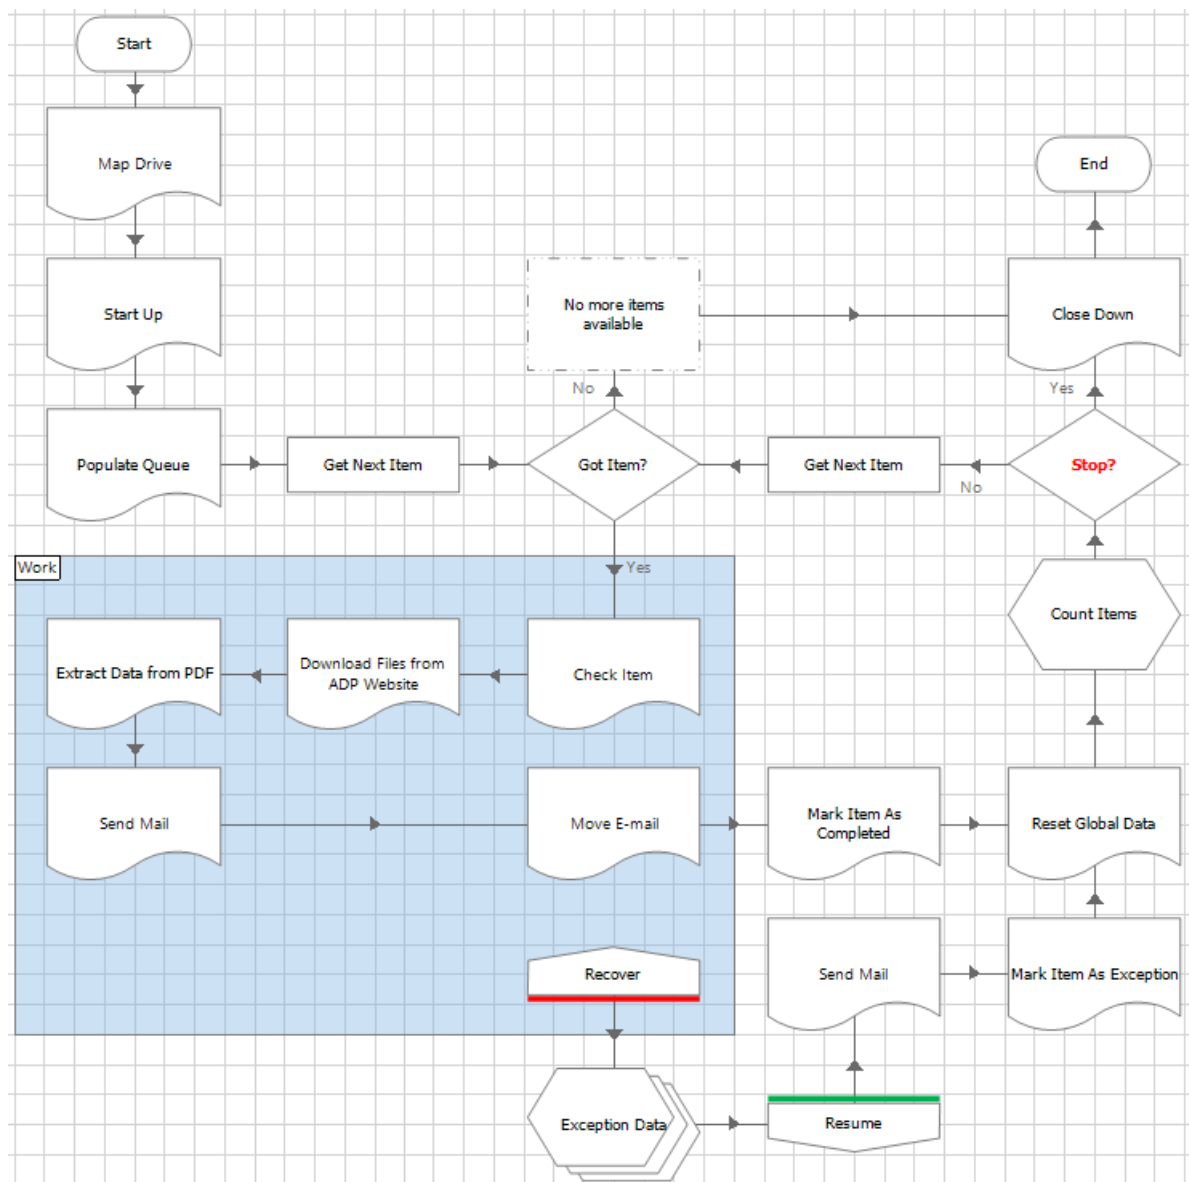 Start
Map Drive
End
Start Up
No more items
available
Close Down
No
Yes
Populate Queue
Get Next Item
Got Item?
Get Next Item
Stop?
No
Work
Yes
Count Items
Extract Data from PDF
Download Files from
ADP Website
Check Item
Send Mail
Move E-mail
Mark Item As
Completed
Reset Global Data
Recover
Send Mail
Mark Item As Exception
Exception Data
Resume